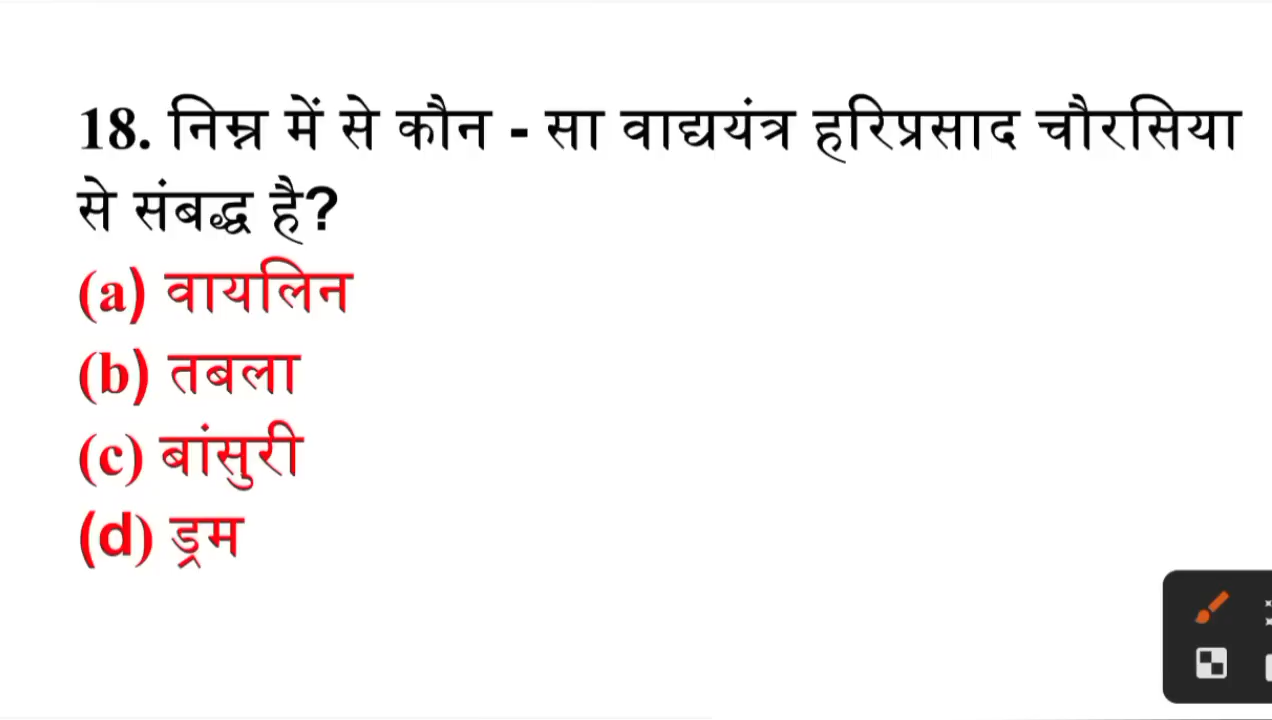 18. निम्न में से कौन - सा वाद्ययंत्र हरिप्रसाद चौरसिया
से संबद्ध है?
(a) वायलिन
(b) तबला
(c) बांसुरी
(d) ड्रम